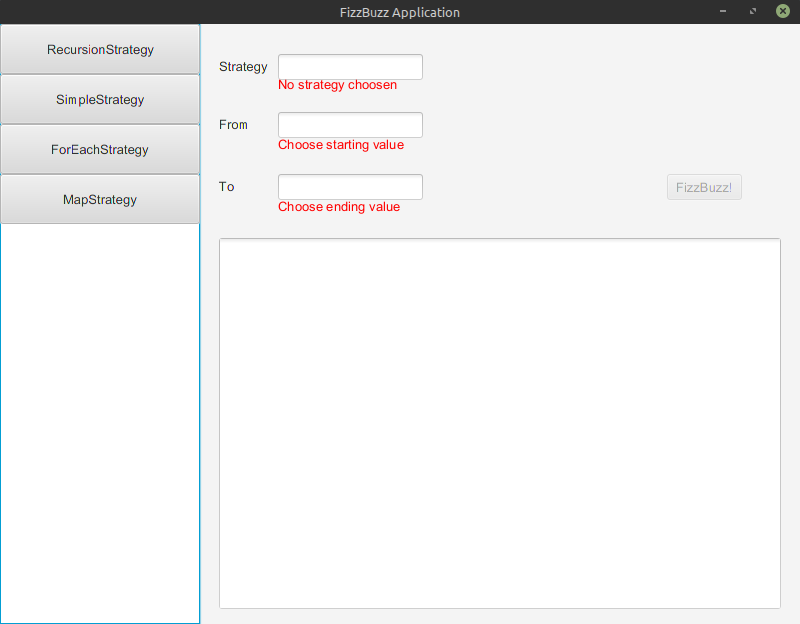 FizzBuzz Application
RecursionStrategy
SimpleStrategy
ForEachStrategy
MapStrategy
Strategy
No strategy choosen
From
Choose starting value
To
FizzBuzz!
Choose ending value